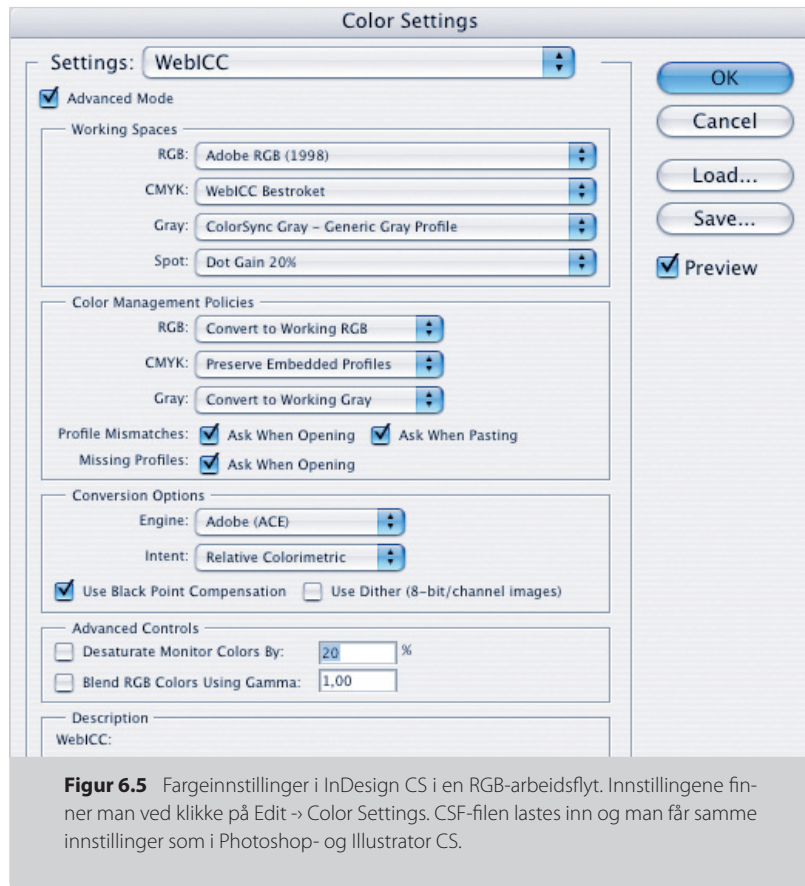 Color Settings
Settings: WebICC
Advanced Mode
Working Spaces
RGB: Adobe RGB (1998)
CMYK: WebICC Bestroket
Gray: ColorSync Gray – Generic Gray Profile
Spot: Dot Gain 20%
Color Management Policies
RGB: Convert to Working RGB
CMYK: Preserve Embedded Profiles
Gray: Convert to Working Gray
Profile Mismatches: Ask When Opening Ask When Pasting
Missing Profiles: Ask When Opening
Conversion Options
Engine: Adobe (ACE)
Intent: Relative Colorimetric
Use Black Point Compensation Use Dither (8-bit/channel images)
Advanced Controls
Desaturate Monitor Colors By: 20 %
Blend RGB Colors Using Gamma: 1,00
Description
WebICC:
OK
Cancel
Load...
Save...
Preview
Figur 6.5 Fargeinnstillinger i InDesign CS i en RGB-arbeidsflyt. Innstillingene fin-
ner man ved klikke på Edit -> Color Settings. CSF-filen lastes inn og man får samme
innstillinger som i Photoshop- og Illustrator CS.